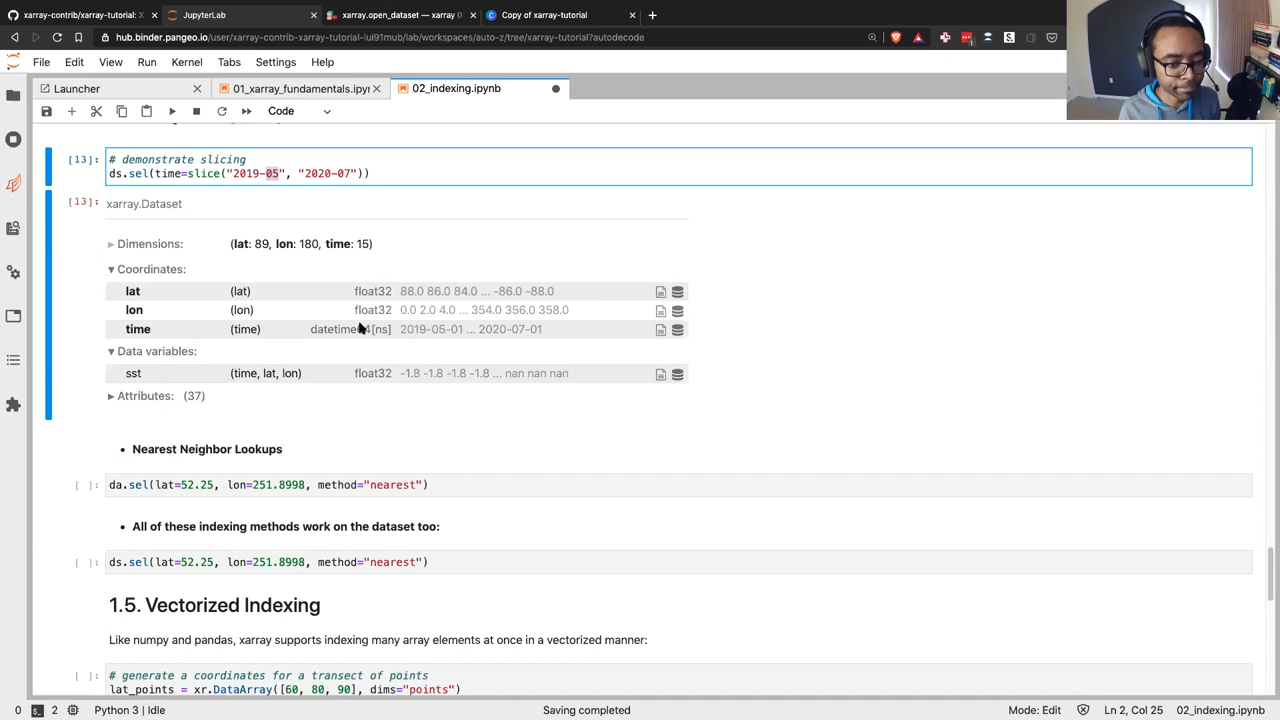 xarray-contrib/xarray-tutorial: X
JupyterLab
xarray.open_dataset — xarray 0
Copy of xarray-tutorial
hub.binder.pangeo.io/user/xarray-contrib-xarray-tutorial-lui91mub/lab/workspaces/auto-z/tree/xarray-tutorial?autodecode
File Edit View Run Kernel Tabs Settings Help
Launcher
01_xarray_fundamentals.ipyn
02_indexing.ipynb
Code
[13]:
# demonstrate slicing
ds.sel(time=slice("2019-05", "2020-07"))
[13]:
xarray.Dataset
Dimensions: (lat: 89, lon: 180, time: 15)
Coordinates:
lat (lat) float32 88.0 86.0 84.0 ... -86.0 -88.0
lon (lon) float32 0.0 2.0 4.0 ... 354.0 356.0 358.0
time (time) datetime64[ns] 2019-05-01 ... 2020-07-01
Data variables:
sst (time, lat, lon) float32 -1.8 -1.8 -1.8 -1.8 ... nan nan nan
Attributes: (37)
• Nearest Neighbor Lookups
[ ]: da.sel(lat=52.25, lon=251.8998, method="nearest")
• All of these indexing methods work on the dataset too:
[ ]: ds.sel(lat=52.25, lon=251.8998, method="nearest")
1.5. Vectorized Indexing
Like numpy and pandas, xarray supports indexing many array elements at once in a vectorized manner:
[ ]: # generate a coordinates for a transect of points
lat_points = xr.DataArray([60, 80, 90], dims="points")
0 2 Python 3 | Idle Saving completed Mode: Edit Ln 2, Col 25 02_indexing.ipynb